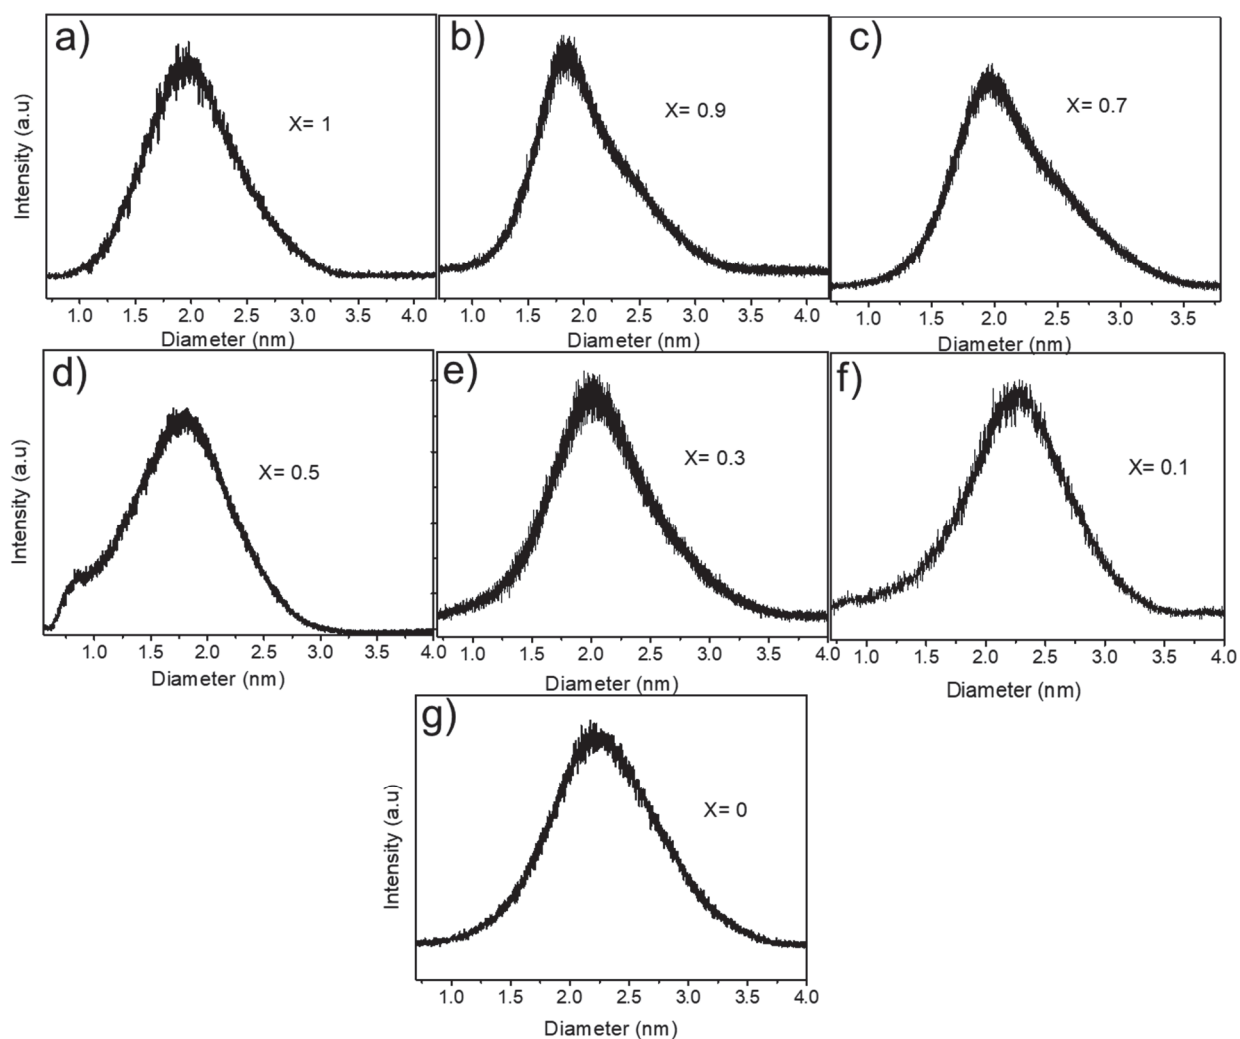 a)
b)
c)
X= 1
X= 0.9
X= 0.7
Intensity (a.u)
1.0 1.5 2.0 2.5 3.0 3.5 4.0
1.0 1.5 2.0 2.5 3.0 3.5 4.0
1.0 1.5 2.0 2.5 3.0 3.5
Diameter (nm)
Diameter (nm)
Diameter (nm)
d)
e)
f)
X= 0.5
X= 0.3
X= 0.1
Intensity (a.u)
1.0 1.5 2.0 2.5 3.0 3.5 4.0
1.0 1.5 2.0 2.5 3.0 3.5 4.0
1.0 1.5 2.0 2.5 3.0 3.5 4.0
Diameter (nm)
Diameter (nm)
Diameter (nm)
g)
X= 0
Intensity (a.u)
1.0 1.5 2.0 2.5 3.0 3.5 4.0
Diameter (nm)